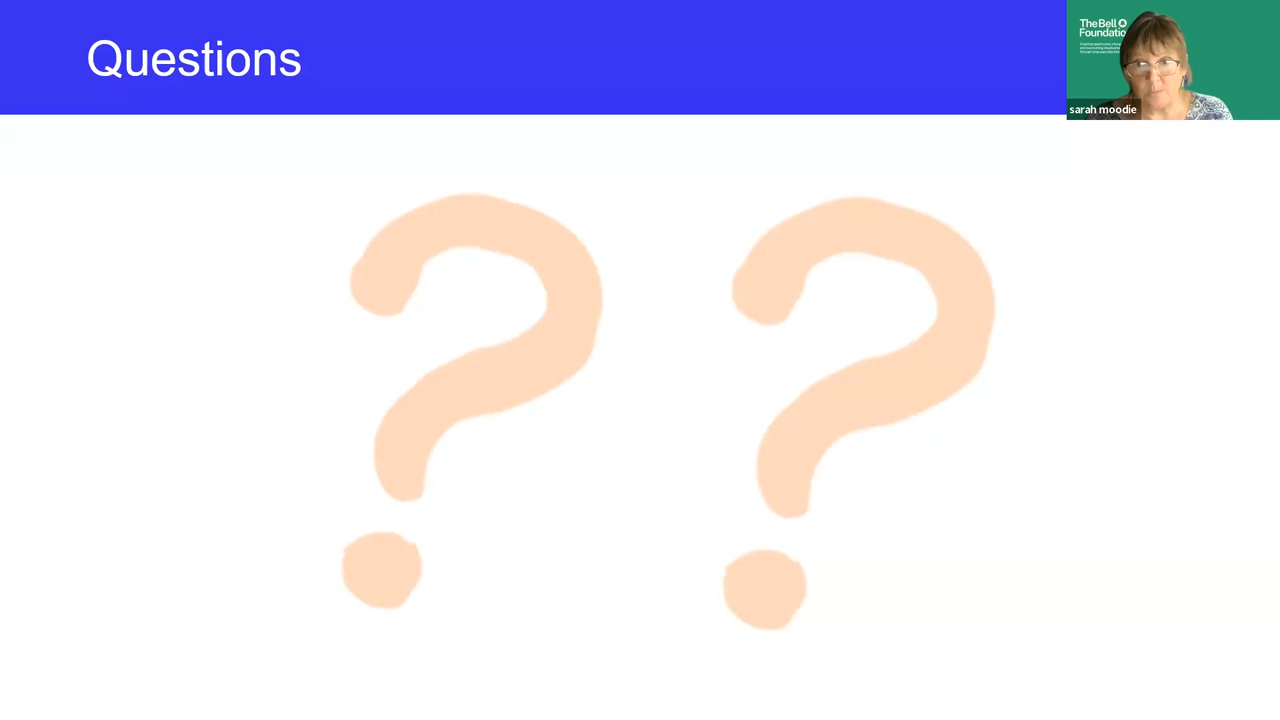 Questions
The Bell
Foundatio
sarah moodie
? ?